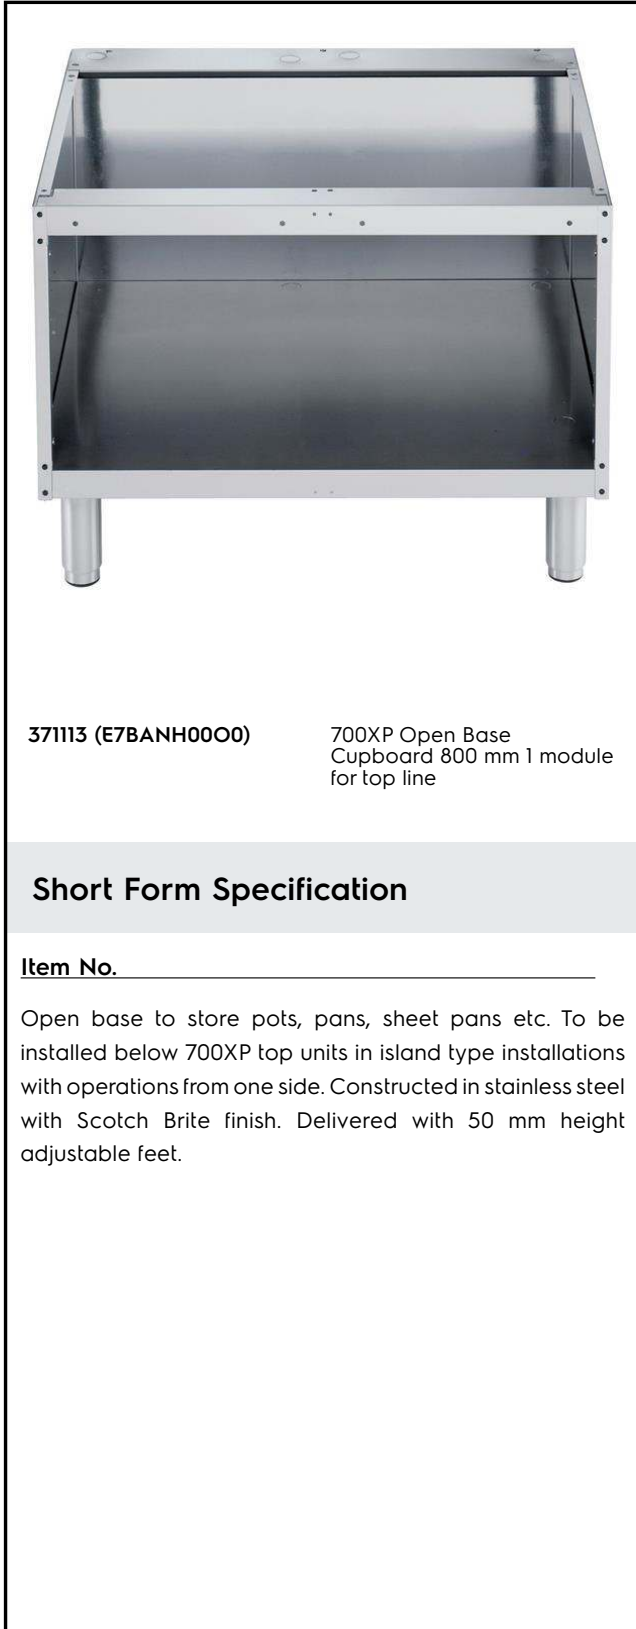 371113 (E7BANH00O0)
700XP Open Base
Cupboard 800 mm 1 module
for top line
Short Form Specification
Item No.
Open base to store pots, pans, sheet pans etc. To be
installed below 700XP top units in island type installations
with operations from one side. Constructed in stainless steel
with Scotch Brite finish. Delivered with 50 mm height
adjustable feet.